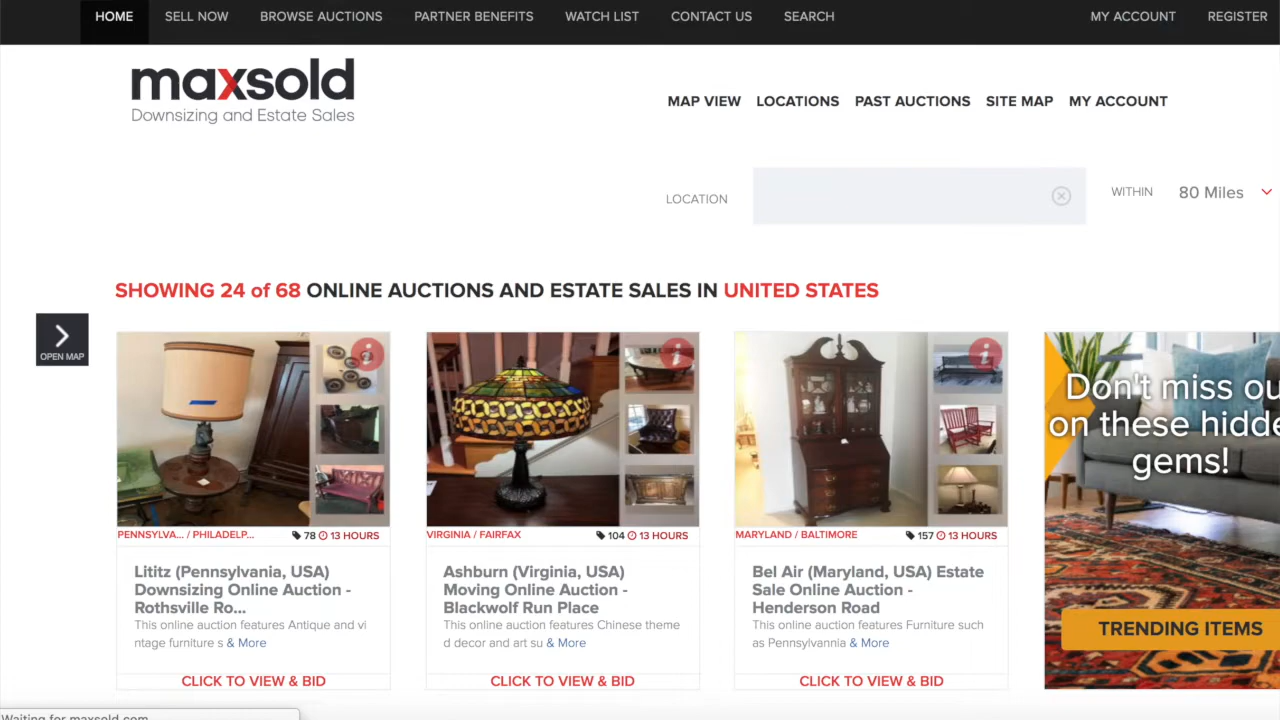 HOME SELL NOW BROWSE AUCTIONS PARTNER BENEFITS WATCH LIST CONTACT US SEARCH MY ACCOUNT REGISTER
maxsold
Downsizing and Estate Sales
MAP VIEW LOCATIONS PAST AUCTIONS SITE MAP MY ACCOUNT
LOCATION
WITHIN 80 Miles
SHOWING 24 of 68 ONLINE AUCTIONS AND ESTATE SALES IN UNITED STATES
OPEN MAP
PENNSYLVA... / PHILADELP... 78 13 HOURS
Lititz (Pennsylvania, USA)
Downsizing Online Auction -
Rothsville Ro...
This online auction features Antique and vi
ntage furniture s & More
CLICK TO VIEW & BID
VIRGINIA / FAIRFAX 104 13 HOURS
Ashburn (Virginia, USA)
Moving Online Auction -
Blackwolf Run Place
This online auction features Chinese theme
d decor and art su & More
CLICK TO VIEW & BID
MARYLAND / BALTIMORE 157 13 HOURS
Bel Air (Maryland, USA) Estate
Sale Online Auction -
Henderson Road
This online auction features Furniture such
as Pennsylvannia & More
CLICK TO VIEW & BID
Don't miss ou
on these hidde
gems!
TRENDING ITEMS
Waiting for maxsold.com